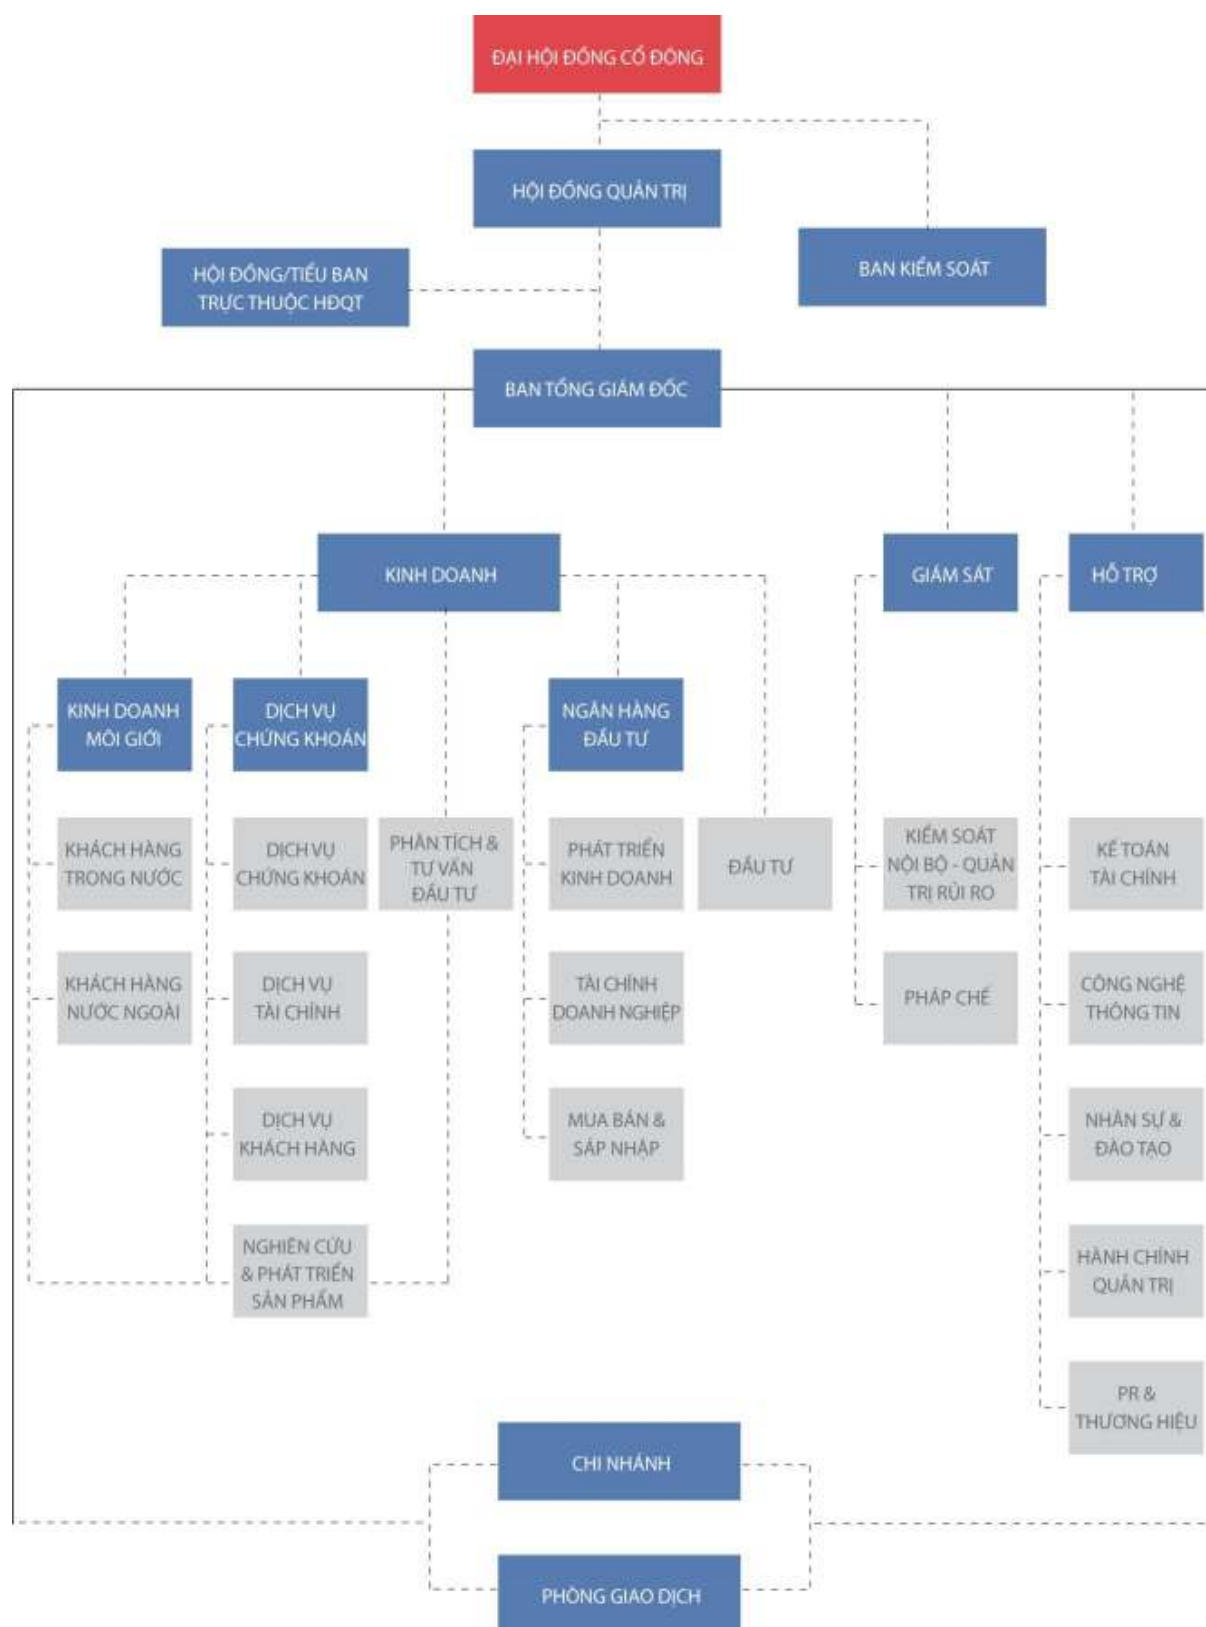 ĐẠI HỘI ĐỒNG CỔ ĐÔNG
HỘI ĐỒNG QUẢN TRỊ
BAN KIỂM SOÁT
HỘI ĐỒNG/TIỂU BAN
TRỰC THUỘC HĐQT
BAN TỔNG GIÁM ĐỐC
KINH DOANH
GIÁM SÁT
HỖ TRỢ
KINH DOANH
MÔI GIỚI
DỊCH VỤ
CHỨNG KHOÁN
NGÂN HÀNG
ĐẦU TƯ
KHÁCH HÀNG
TRONG NƯỚC
DỊCH VỤ
CHỨNG KHOÁN
PHÂN TÍCH &
TƯ VẤN
ĐẦU TƯ
PHÁT TRIỂN
KINH DOANH
ĐẦU TƯ
KIỂM SOÁT
NỘI BỘ - QUẢN
TRỊ RỦI RO
KẾ TOÁN
TÀI CHÍNH
KHÁCH HÀNG
NƯỚC NGOÀI
DỊCH VỤ
TÀI CHÍNH
TÀI CHÍNH
DOANH NGHIỆP
PHÁP CHẾ
CÔNG NGHỆ
THÔNG TIN
DỊCH VỤ
KHÁCH HÀNG
MUA BÁN &
SÁP NHẬP
NHÂN SỰ &
ĐÀO TẠO
NGHIÊN CỨU
& PHÁT TRIỂN
SẢN PHẨM
HÀNH CHÍNH
QUẢN TRỊ
PR &
THƯƠNG HIỆU
CHI NHÁNH
PHÒNG GIAO DỊCH